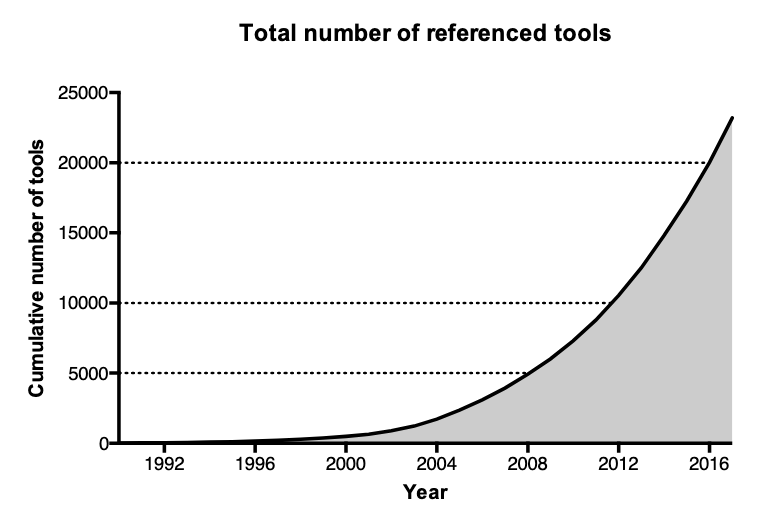 Total number of referenced tools
Cumulative number of tools
25000
20000
15000
10000
5000
0
1992 1996 2000 2004 2008 2012 2016
Year